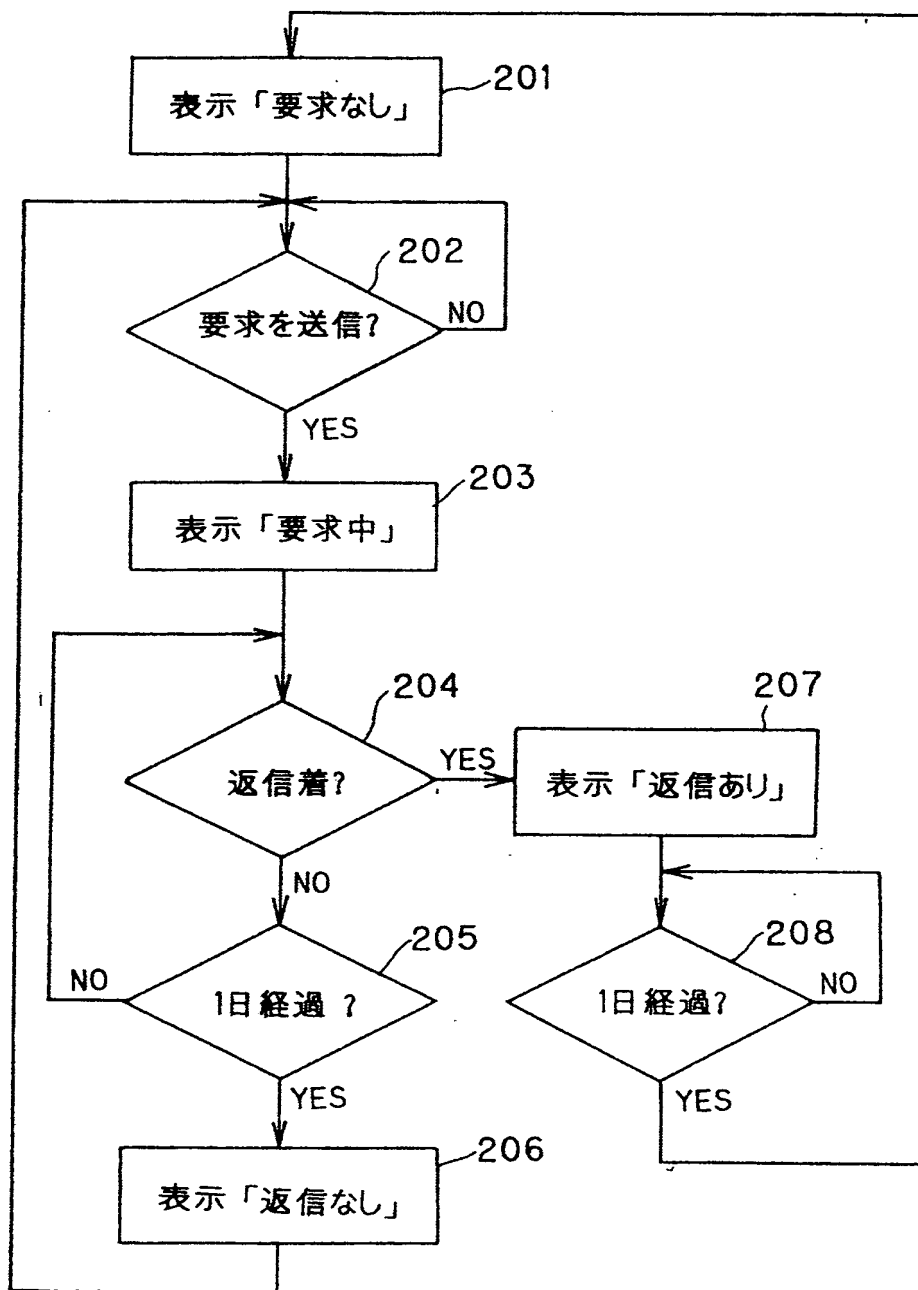 表示「要求なし」
201
202
要求を送信?
NO
YES
203
表示「要求中」
204
返信着?
YES
207
表示「返信あり」
NO
205
1日経過 ?
NO
208
1日経過?
NO
YES
YES
206
表示「返信なし」